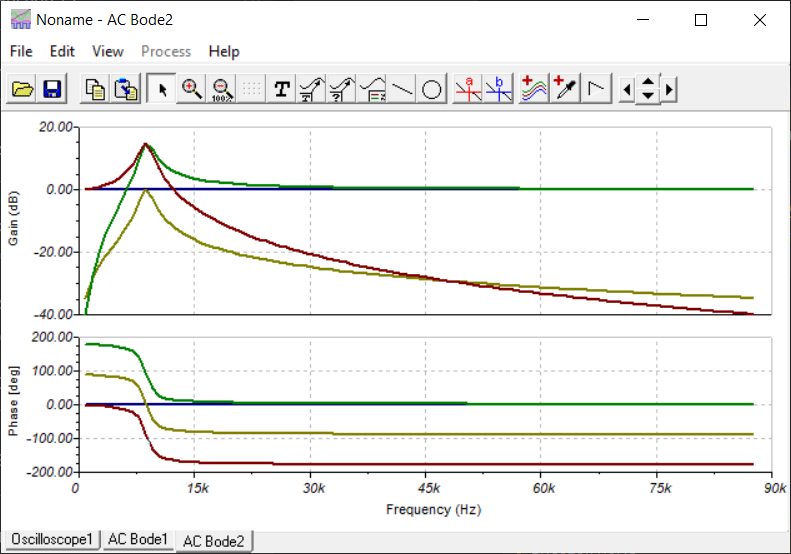 Noname - AC Bode2
File Edit View Process Help
100%
T
T
?
a
b
20.00
0.00
-20.00
-40.00
Gain (dB)
200.00
100.00
0.00
-100.00
-200.00
Phase [deg]
0 15k 30k 45k 60k 75k 90k
Frequency (Hz)
Oscilloscope1 AC Bode1 AC Bode2